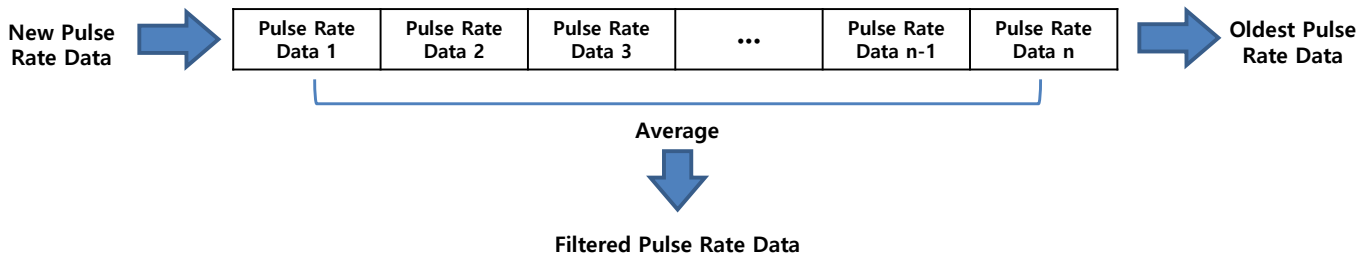 New Pulse
Rate Data
Pulse Rate
Data 1
Pulse Rate
Data 2
Pulse Rate
Data 3
...
Pulse Rate
Data n-1
Pulse Rate
Data n
Oldest Pulse
Rate Data
Average
Filtered Pulse Rate Data